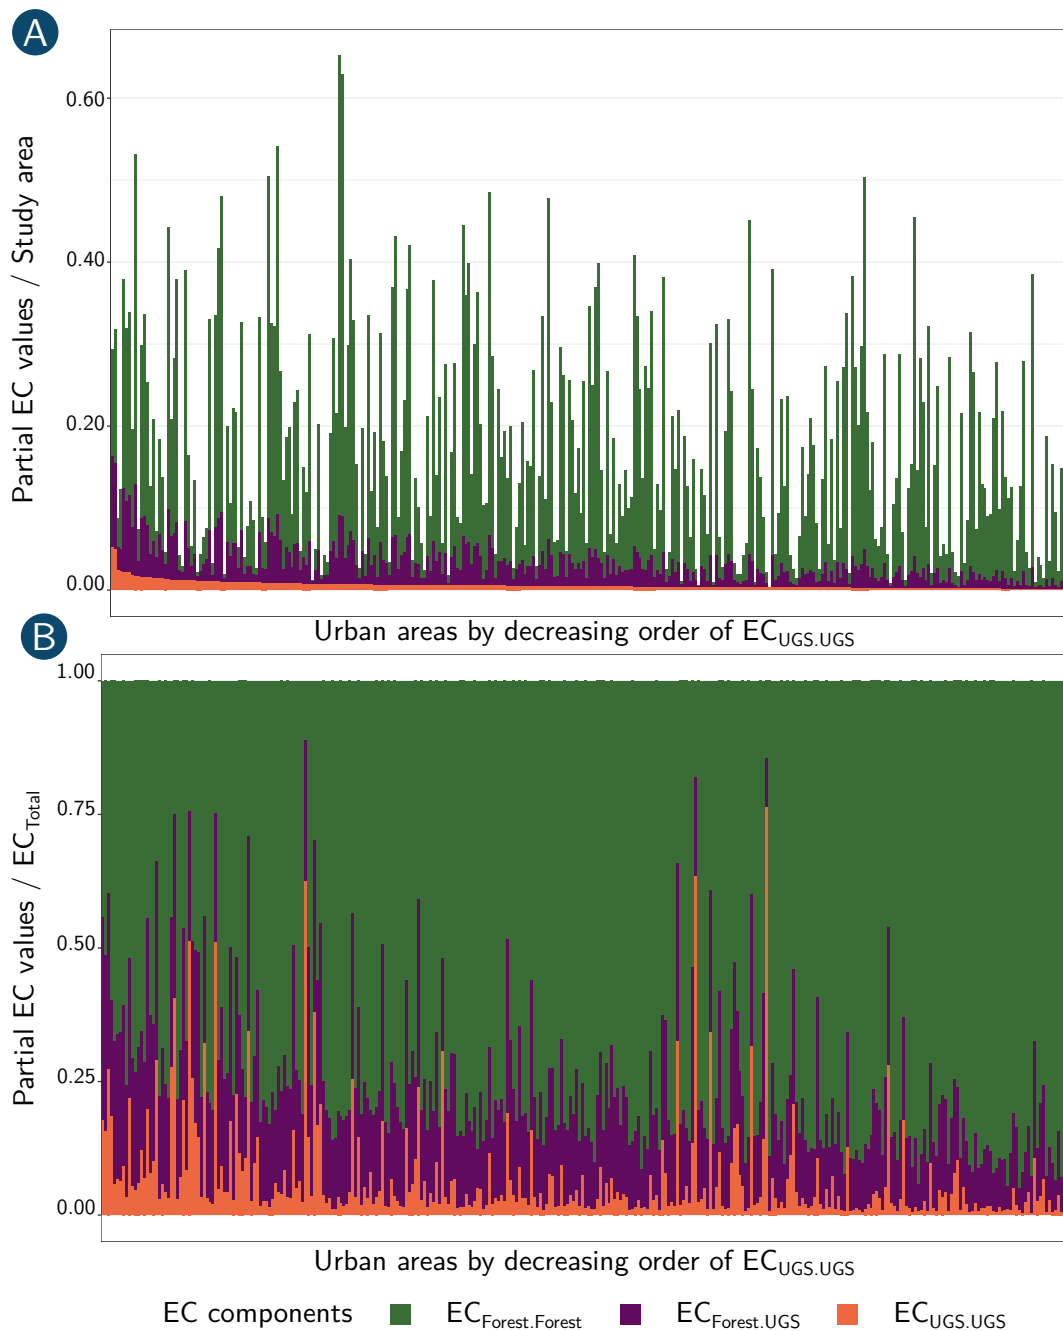 A
Partial EC values / Study area
0.60
0.40
0.20
0.00
Urban areas by decreasing order of EC_UGS.UGS
B
Partial EC values / EC_Total
1.00
0.75
0.50
0.25
0.00
Urban areas by decreasing order of EC_UGS.UGS
EC components EC_Forest.Forest EC_Forest.UGS EC_UGS.UGS